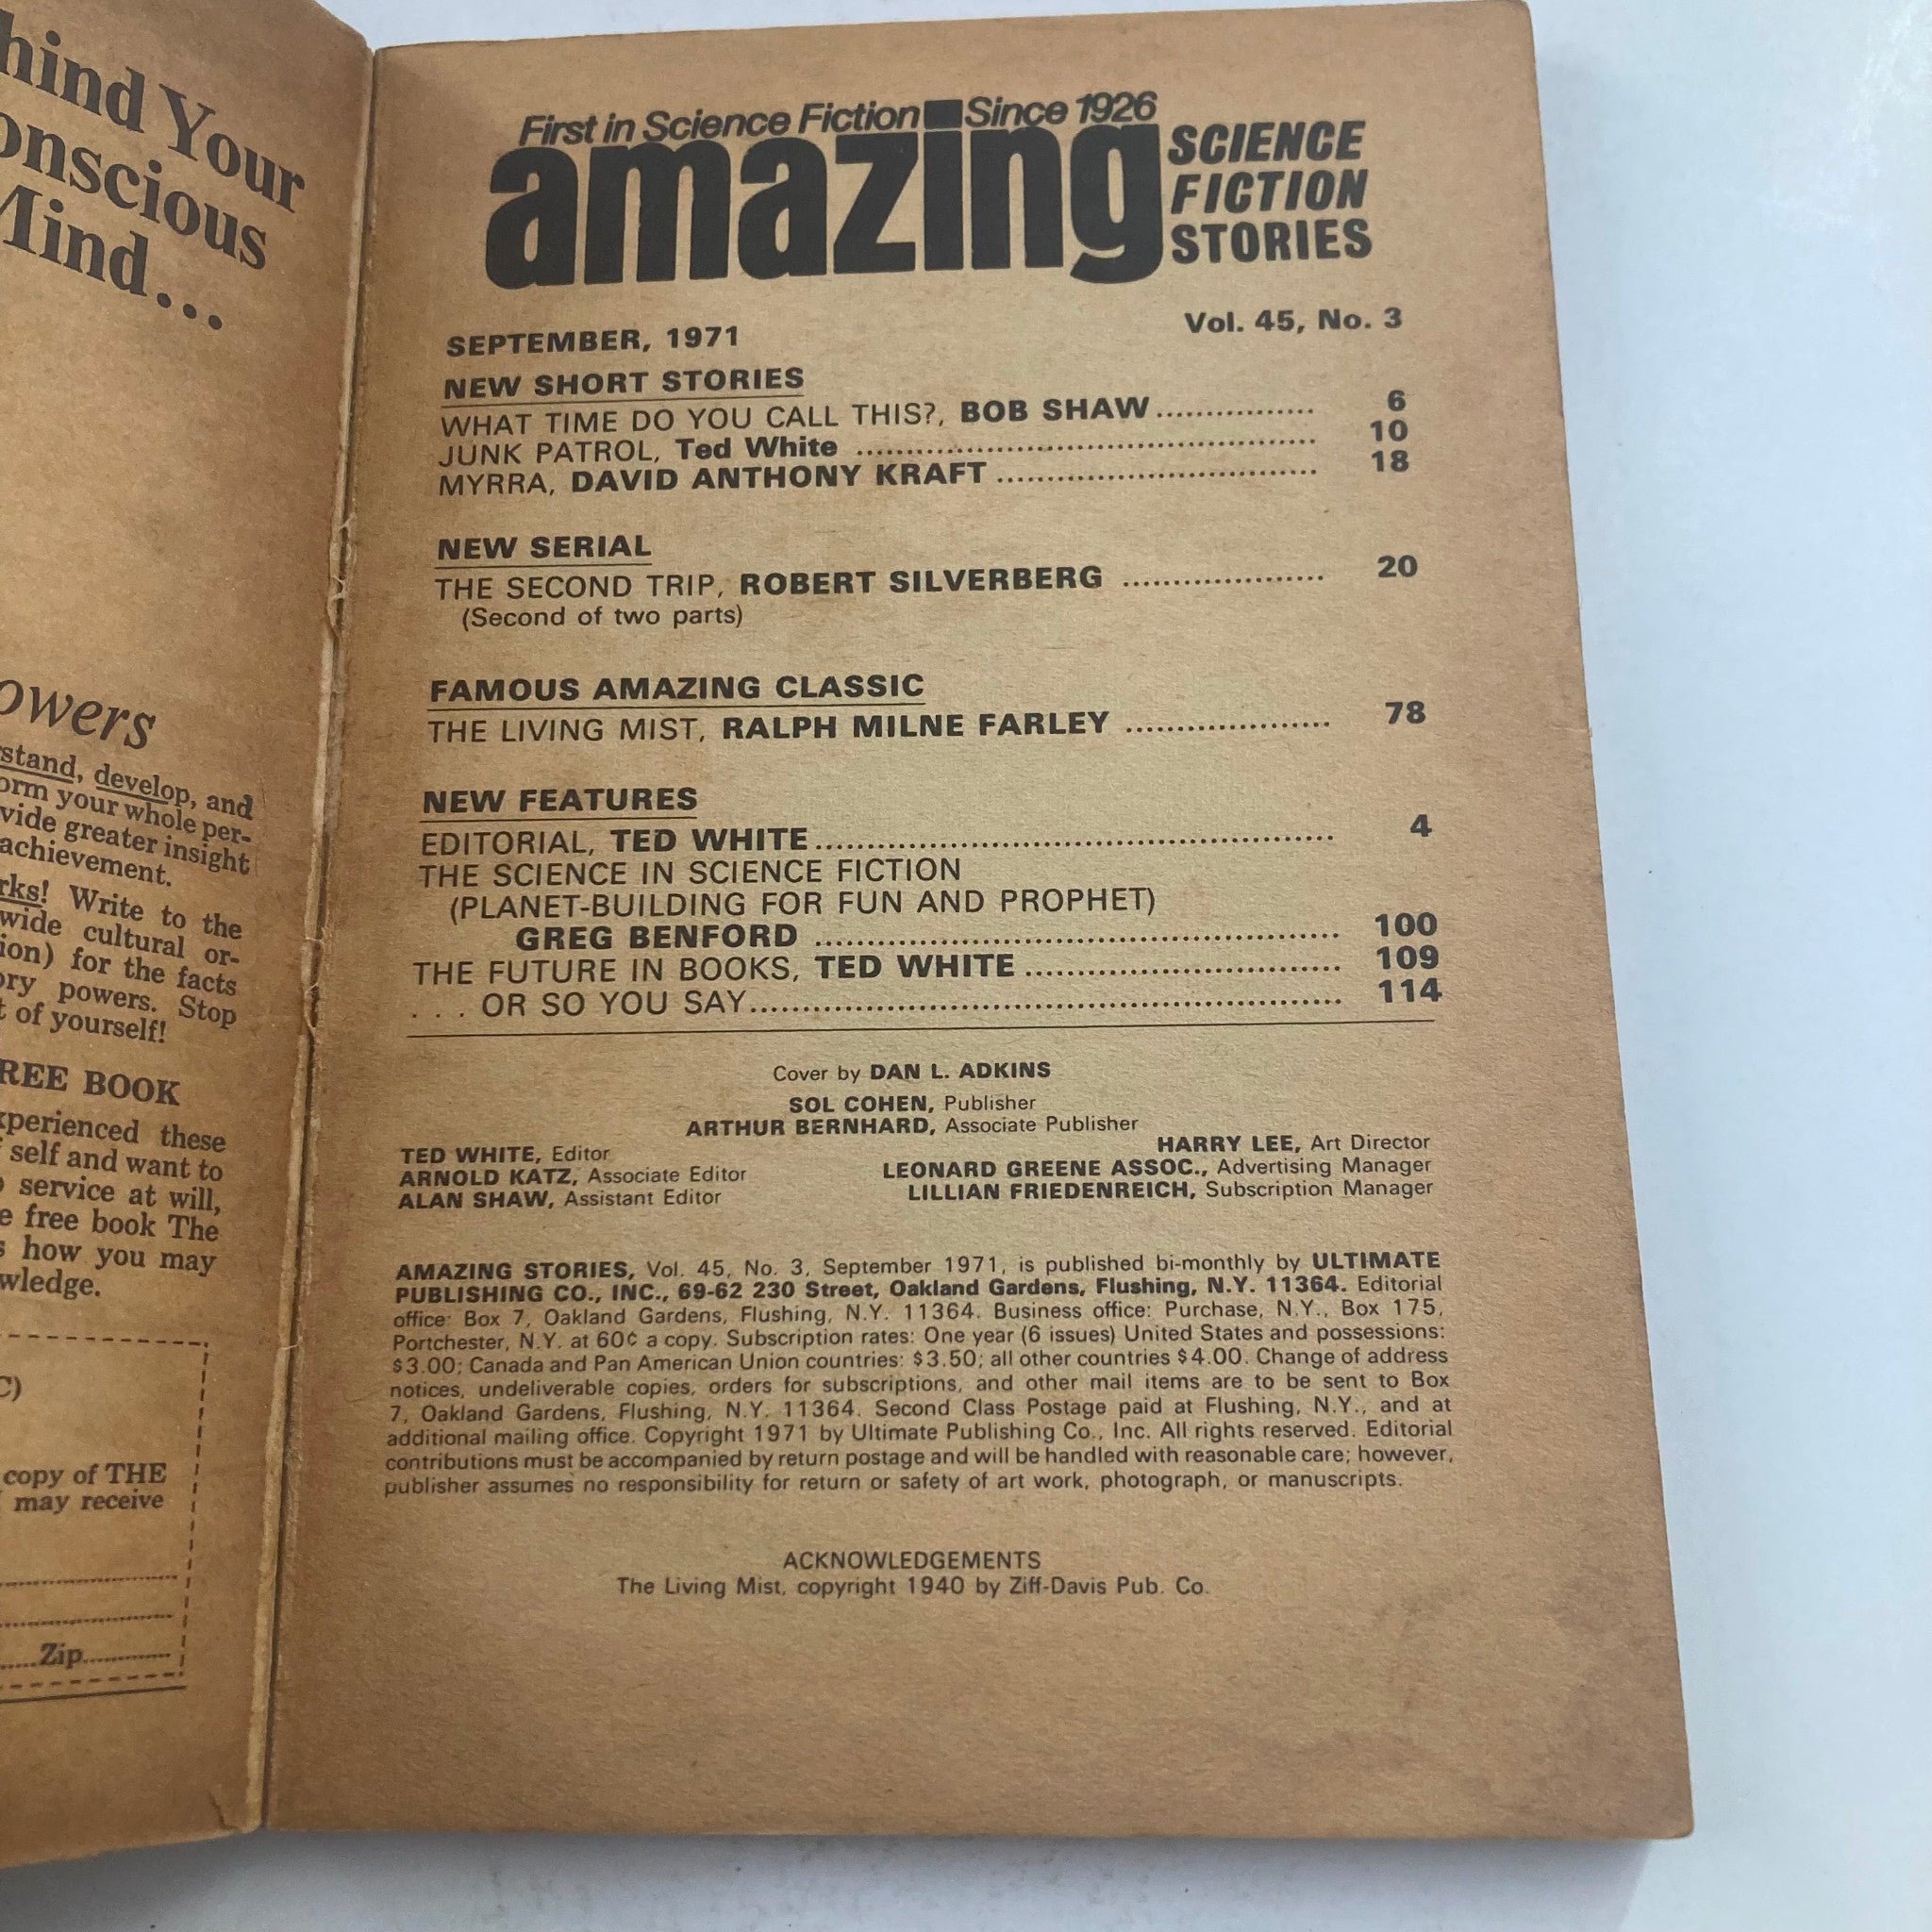 hind Your
onscious
Mind...
owers
stand, develop, and
orm your whole per-
vide greater insight
achievement.
rks! Write to the
wide cultural or-
ion) for the facts
ory powers. Stop
t of yourself!
REE BOOK
xperienced these
self and want to
service at will,
e free book The
s how you may
wledge.
C)
copy of THE
may receive
Zip
First in Science Fiction Since 1926
amazing SCIENCE
FICTION
STORIES
SEPTEMBER, 1971 Vol. 45, No. 3
NEW SHORT STORIES
WHAT TIME DO YOU CALL THIS?, BOB SHAW................ 6
JUNK PATROL, Ted White ................ 10
MYRRA, DAVID ANTHONY KRAFT ................ 18
NEW SERIAL
THE SECOND TRIP, ROBERT SILVERBERG ................ 20
(Second of two parts)
FAMOUS AMAZING CLASSIC
THE LIVING MIST, RALPH MILNE FARLEY ................ 78
NEW FEATURES
EDITORIAL, TED WHITE................ 4
THE SCIENCE IN SCIENCE FICTION
(PLANET-BUILDING FOR FUN AND PROPHET)
GREG BENFORD ................ 100
THE FUTURE IN BOOKS, TED WHITE ................ 109
. . . OR SO YOU SAY................ 114
Cover by DAN L. ADKINS
SOL COHEN, Publisher
ARTHUR BERNHARD, Associate Publisher
TED WHITE, Editor HARRY LEE, Art Director
ARNOLD KATZ, Associate Editor LEONARD GREENE ASSOC., Advertising Manager
ALAN SHAW, Assistant Editor LILLIAN FRIEDENREICH, Subscription Manager
AMAZING STORIES, Vol. 45, No. 3, September 1971, is published bi-monthly by ULTIMATE
PUBLISHING CO., INC., 69-62 230 Street, Oakland Gardens, Flushing, N.Y. 11364. Editorial
office: Box 7, Oakland Gardens, Flushing, N.Y. 11364. Business office: Purchase, N.Y., Box 175,
Portchester, N.Y. at 60¢ a copy. Subscription rates: One year (6 issues) United States and possessions:
$3.00; Canada and Pan American Union countries: $3.50; all other countries $4.00. Change of address
notices, undeliverable copies, orders for subscriptions, and other mail items are to be sent to Box
7, Oakland Gardens, Flushing, N.Y. 11364. Second Class Postage paid at Flushing, N.Y., and at
additional mailing office. Copyright 1971 by Ultimate Publishing Co., Inc. All rights reserved. Editorial
contributions must be accompanied by return postage and will be handled with reasonable care; however,
publisher assumes no responsibility for return or safety of art work, photograph, or manuscripts.
ACKNOWLEDGEMENTS
The Living Mist, copyright 1940 by Ziff-Davis Pub. Co.